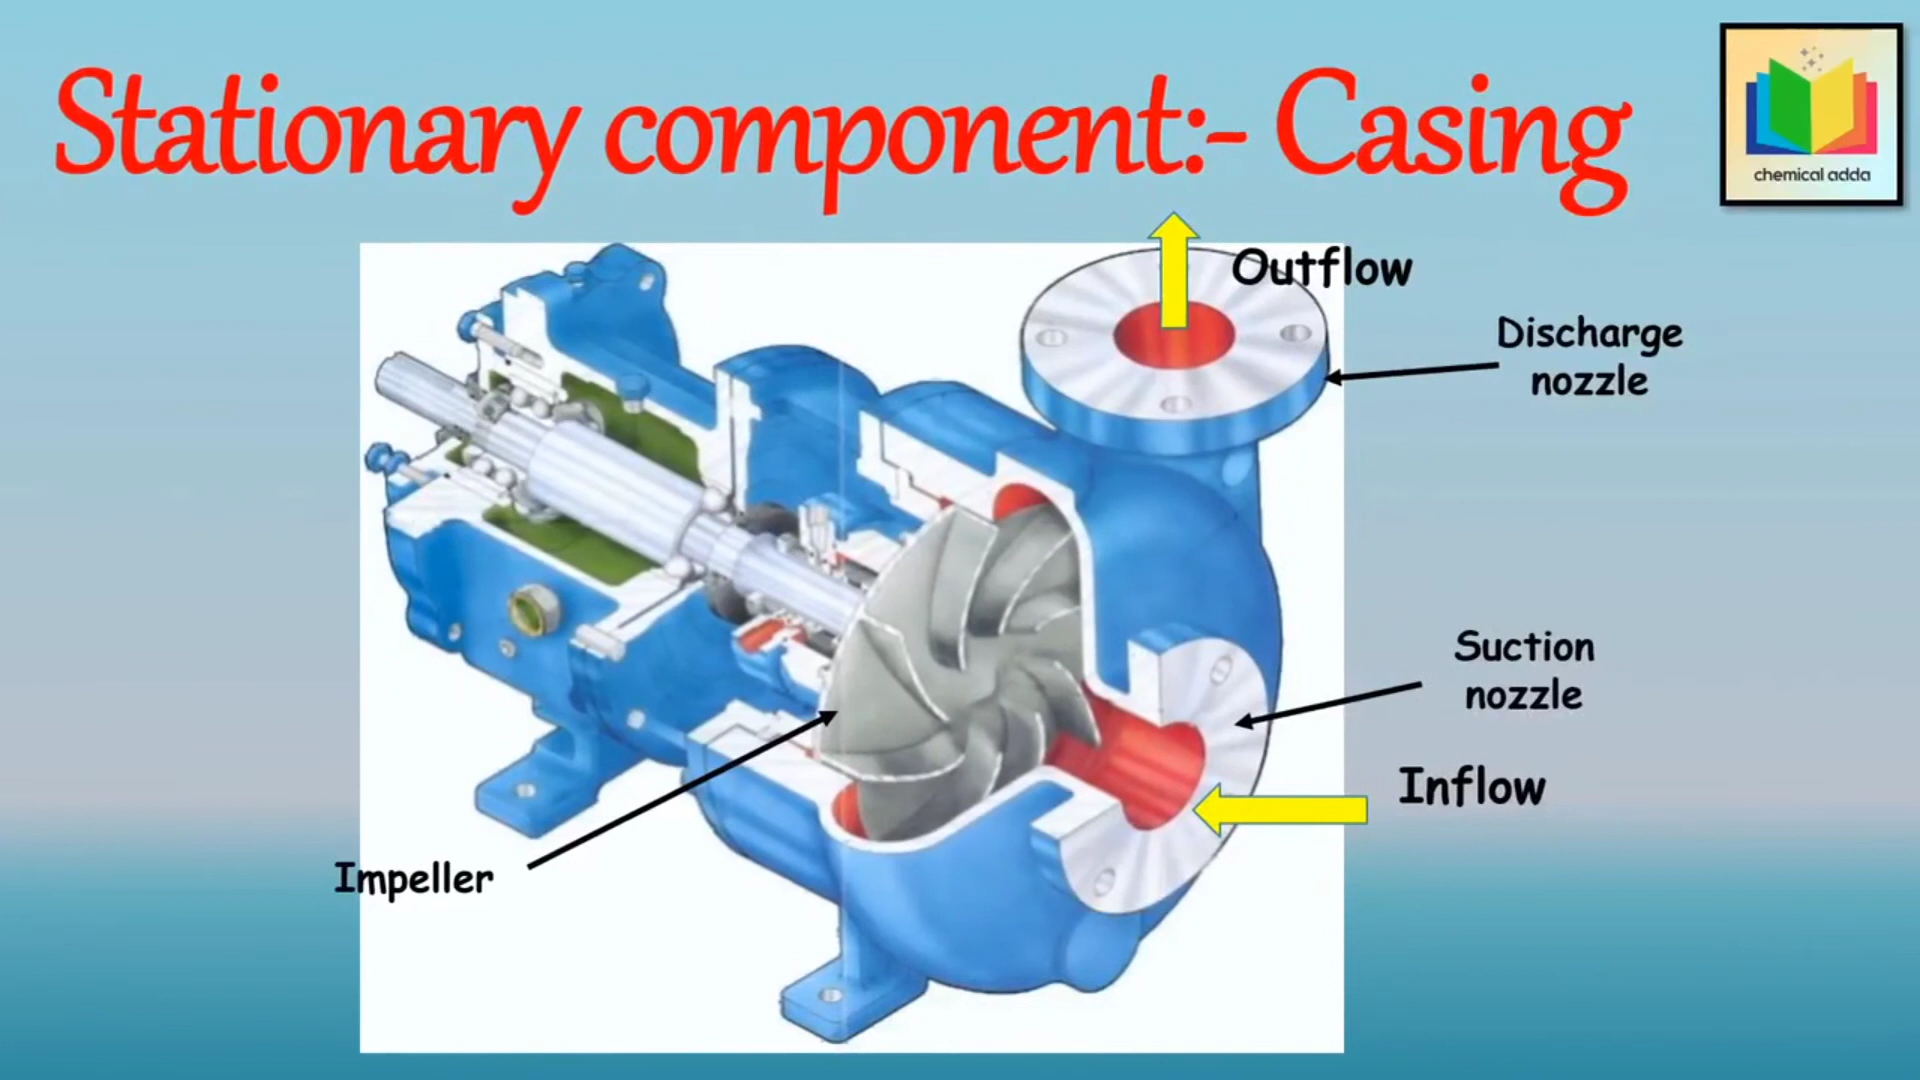 Stationary component:- Casing
chemical adda
Outflow
Discharge
nozzle
Suction
nozzle
Inflow
Impeller